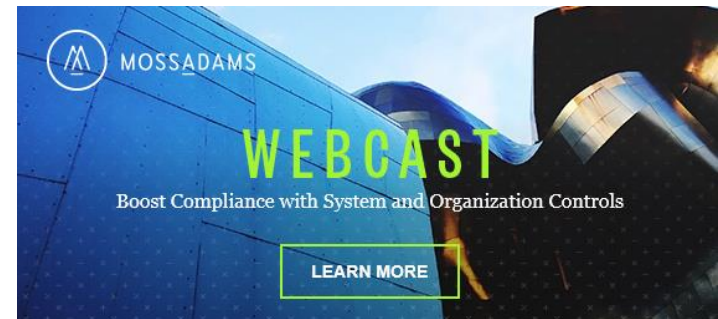 MOSSADAMS
WEBCAST
Boost Compliance with System and Organization Controls
LEARN MORE